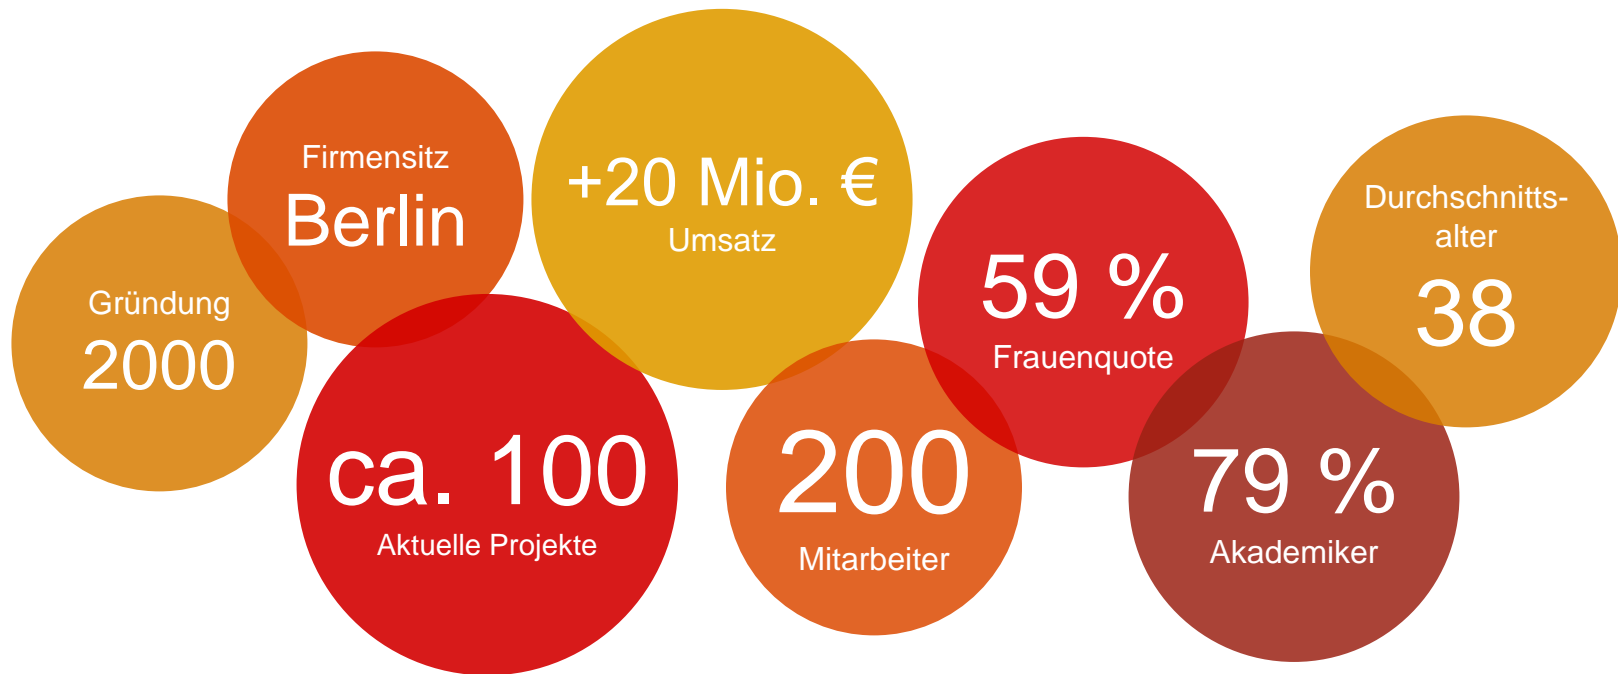 Gründung
2000
Firmensitz
Berlin
ca. 100
Aktuelle Projekte
+20 Mio. €
Umsatz
200
Mitarbeiter
59 %
Frauenquote
79 %
Akademiker
Durchschnitts-
alter
38